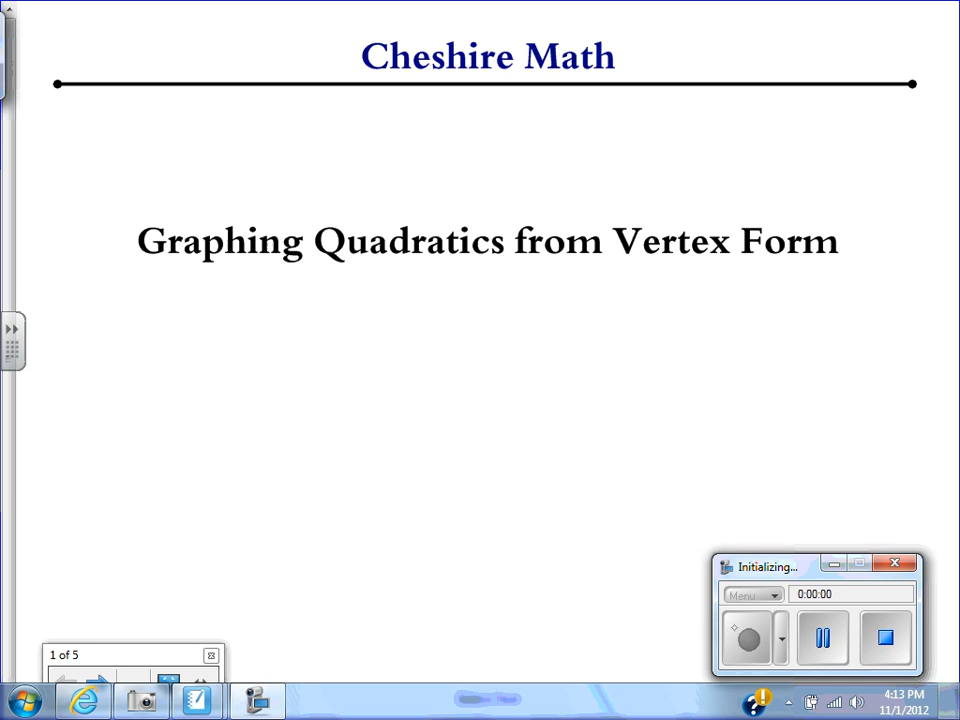 Cheshire Math
Graphing Quadratics from Vertex Form
Initializing...
Menu
0:00:00
1 of 5
4:13 PM
11/1/2012